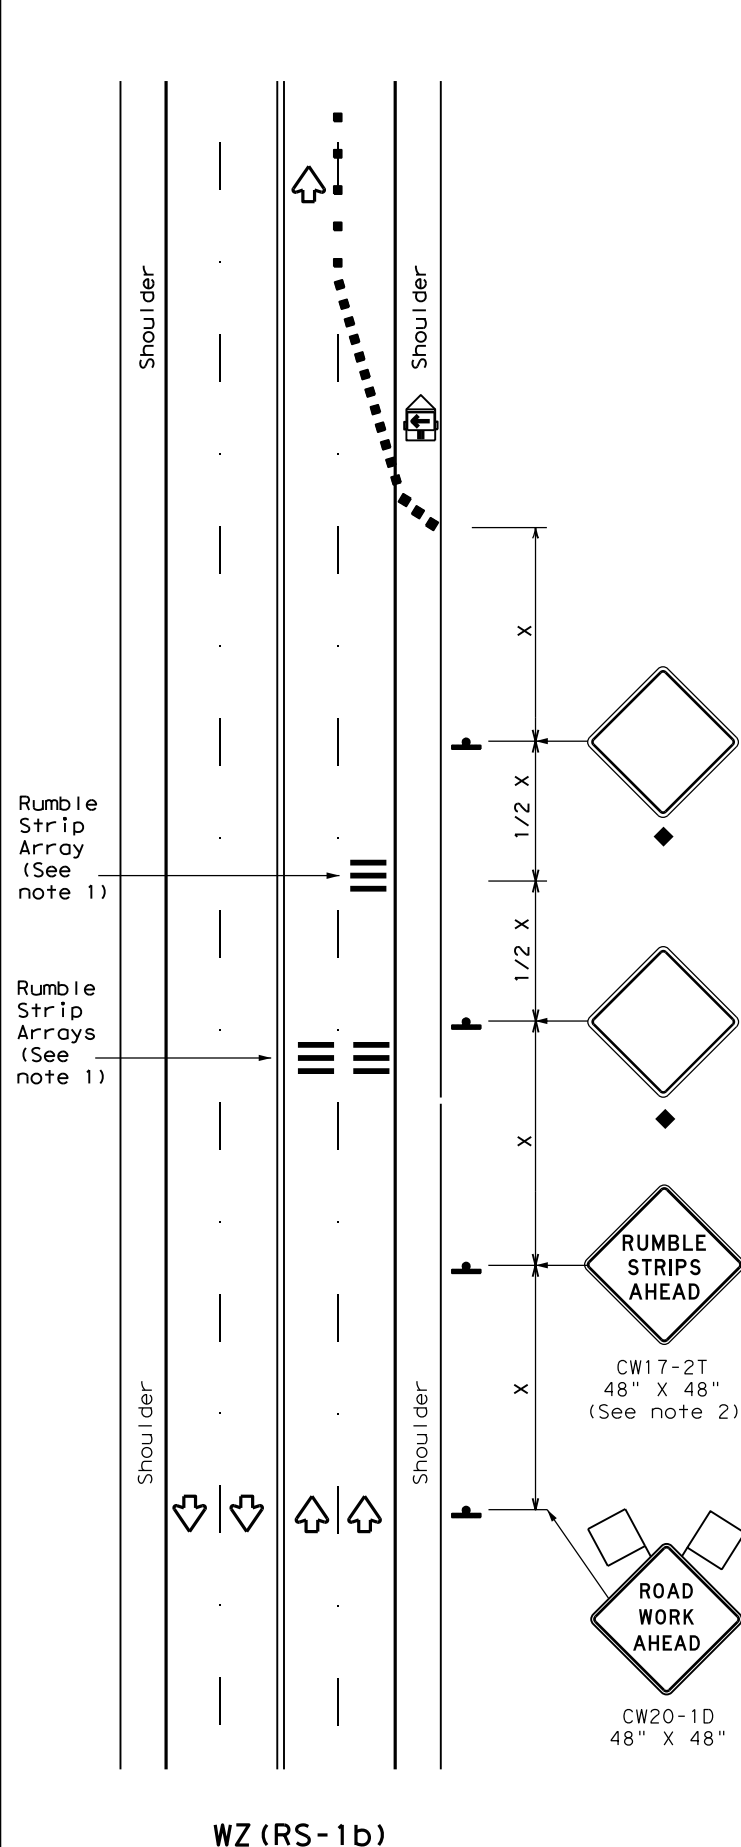 Shoulder
Shoulder
X
1/2 X
Rumble
Strip
Array
(See
note 1)
1/2 X
Rumble
Strip
Arrays
(See
note 1)
X
RUMBLE
STRIPS
AHEAD
CW17-2T
48" X 48"
(See note 2)
X
Shoulder
Shoulder
ROAD
WORK
AHEAD
CW20-1D
48" X 48"
WZ(RS-1b)